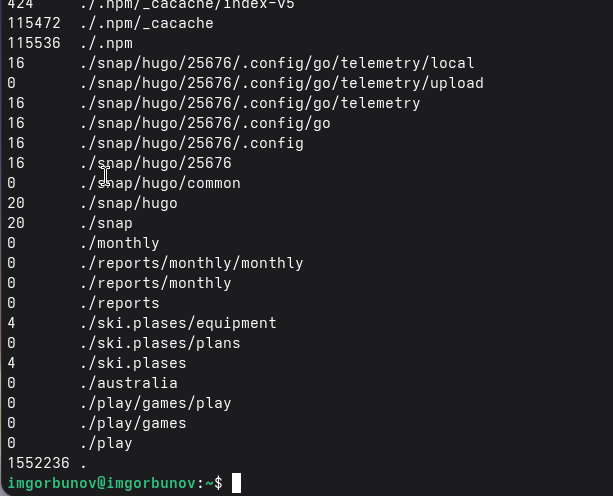 424     ./.npm/_cacache/index-v5
115472  ./.npm/_cacache
115536  ./.npm
16      ./snap/hugo/25676/.config/go/telemetry/local
0       ./snap/hugo/25676/.config/go/telemetry/upload
16      ./snap/hugo/25676/.config/go/telemetry
16      ./snap/hugo/25676/.config/go
16      ./snap/hugo/25676/.config
16      ./snap/hugo/25676
0       ./snap/hugo/common
20      ./snap/hugo
20      ./snap
0       ./monthly
0       ./reports/monthly/monthly
0       ./reports/monthly
0       ./reports
4       ./ski.plases/equipment
0       ./ski.plases/plans
4       ./ski.plases
0       ./australia
0       ./play/games/play
0       ./play/games
0       ./play
1552236 .
imgorbunov@imgorbunov:~$